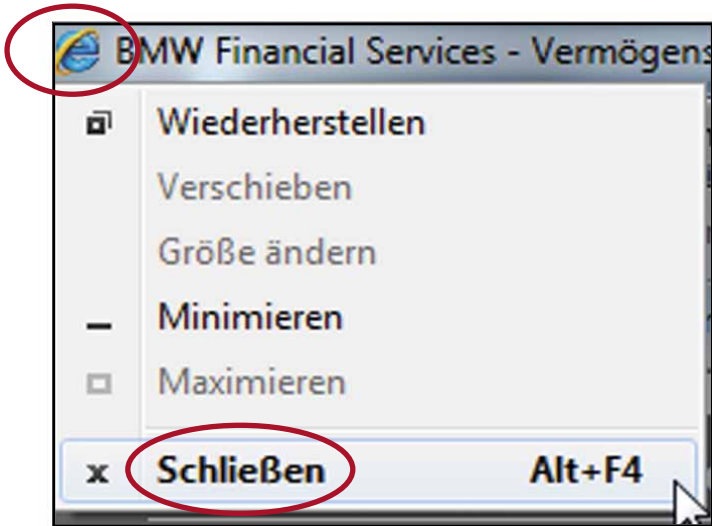 BMW Financial Services - Vermögens
Wiederherstellen
Verschieben
Größe ändern
Minimieren
Maximieren
Schließen Alt+F4